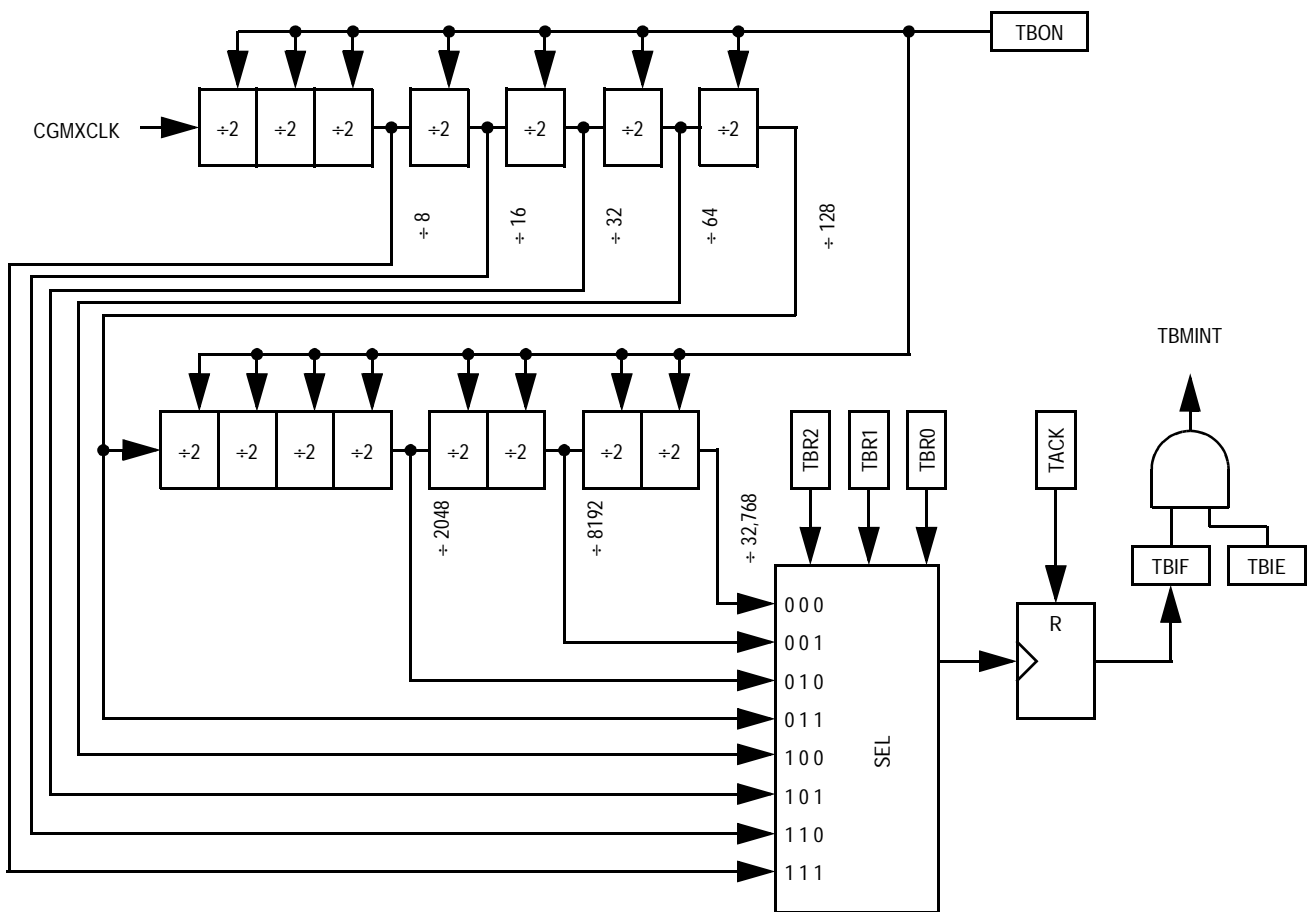 TBON
CGMXCLK
÷2 ÷2 ÷2 ÷2 ÷2 ÷2 ÷2
÷ 8
÷ 16
÷ 32
÷ 64
÷ 128
TBMINT
÷2 ÷2 ÷2 ÷2 ÷2 ÷2 ÷2 ÷2
TBR2
TBR1
TBR0
TACK
÷ 2048
÷ 8192
÷ 32,768
TBIF
TBIE
0 0 0
R
0 0 1
0 1 0
0 1 1
SEL
1 0 0
1 0 1
1 1 0
1 1 1